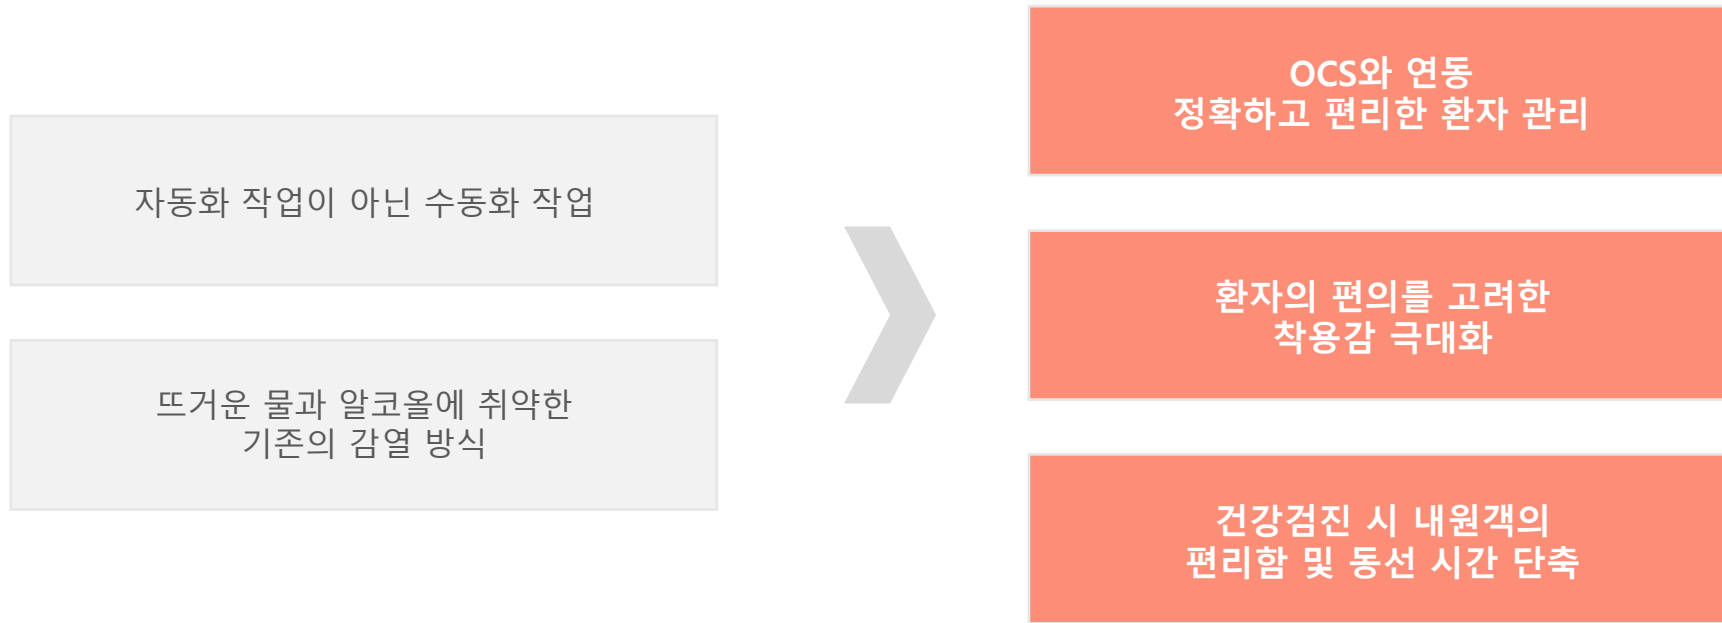 자동화 작업이 아닌 수동화 작업
뜨거운 물과 알코올에 취약한
기존의 감열 방식
OCS와 연동
정확하고 편리한 환자 관리
환자의 편의를 고려한
착용감 극대화
건강검진 시 내원객의
편리함 및 동선 시간 단축